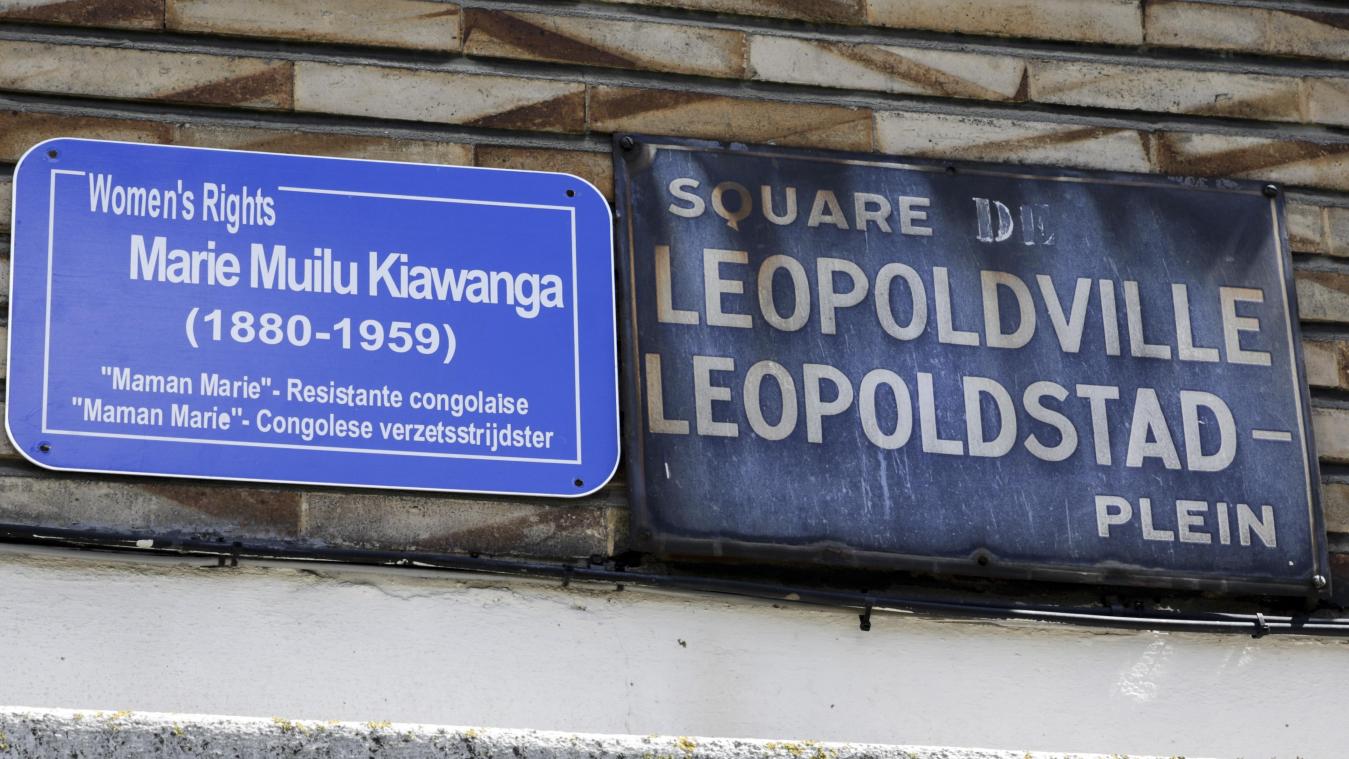 Women's Rights
Marie Muilu Kiawanga
(1880-1959)
"Maman Marie"- Resistante congolaise
"Maman Marie"- Congolese verzetsstrijdster
SQUARE DE
LEOPOLDVILLE
LEOPOLDSTAD-
PLEIN